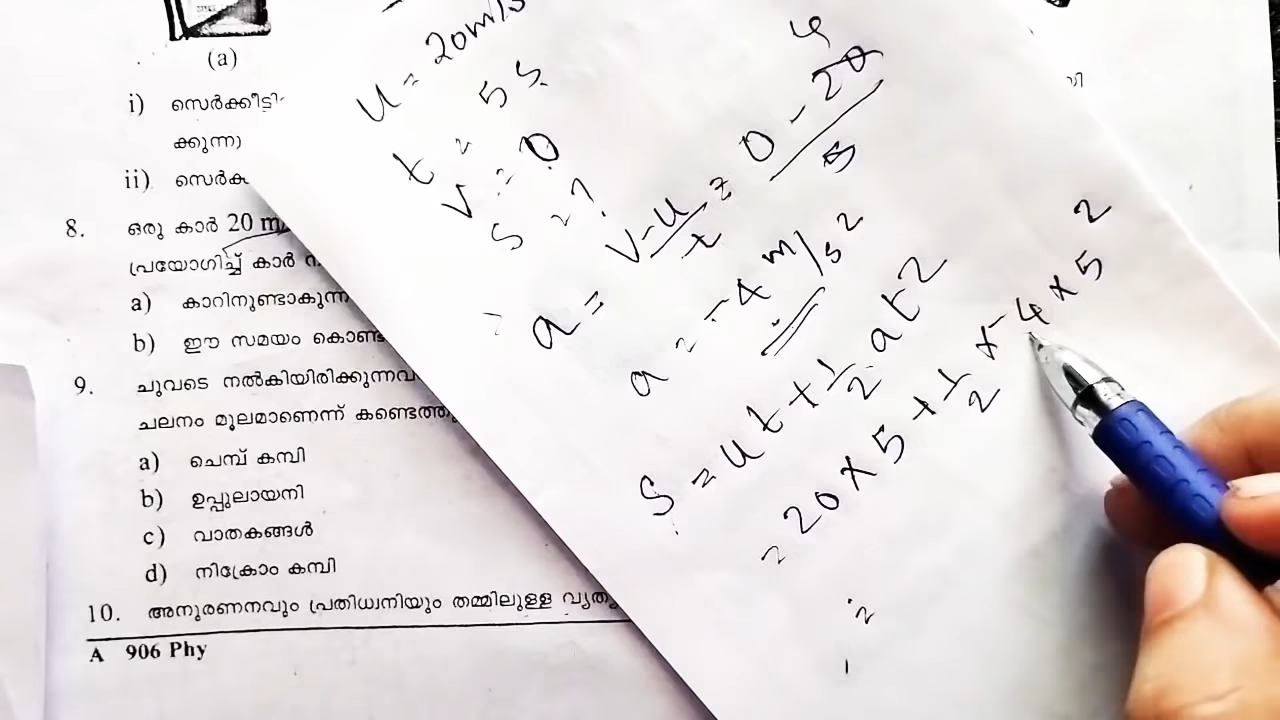 (a)
i) സെർക്കീട്ടി
ക്കുന്ന
ii) സെർക
8. ഒരു കാർ 20 m
പ്രയോഗിച്ച് കാർ
a) കാറിനുണ്ടാകുന്ന
b) ഈ സമയം കൊണ്ട
9. ചുവടെ നൽകിയിരിക്കുന്നവ
ചലനം മൂലമാണെന്ന് കണ്ടെത്തു
a) ചെമ്പ് കമ്പി
b) ഉപ്പുലായനി
c) വാതകങ്ങൾ
d) നിക്രോം കമ്പി
10. അനുരണനവും പ്രതിധ്വനിയും തമ്മിലുള്ള വ്യത്യ
A 906 Phy
u = 20m/s
t = 5 s
v = 0
s = ?
a = v-u/t = 0 - 20/5
4
a = -4 m/s²
s = ut + 1/2 at²
= 20 x 5 + 1/2 x -4 x 5²
=